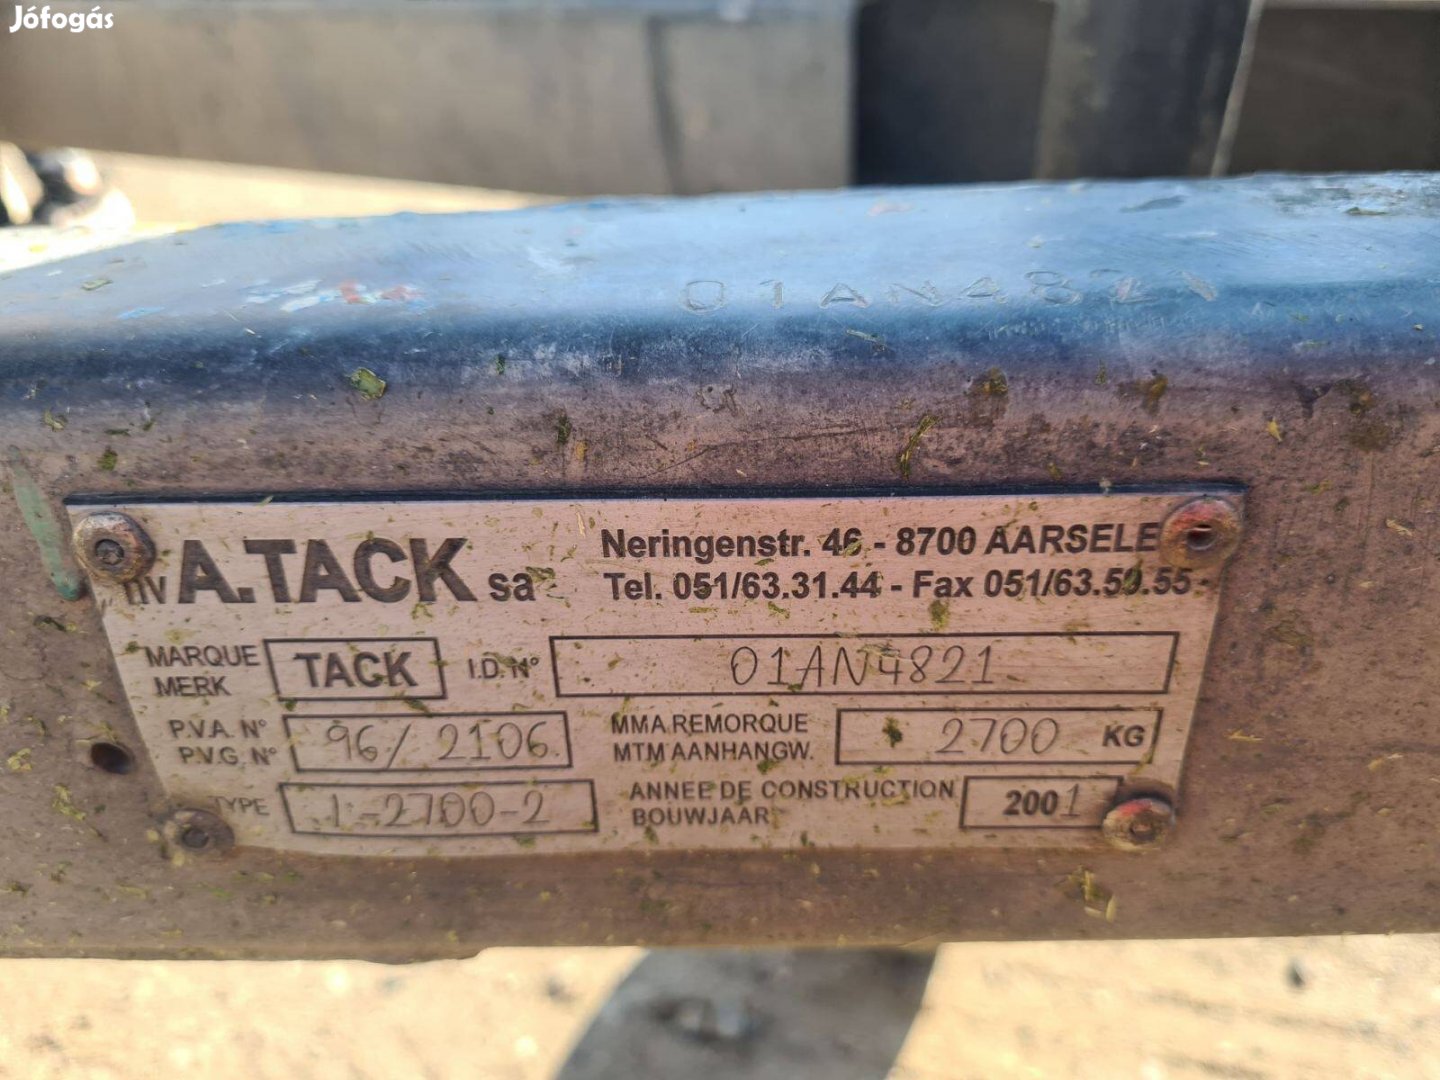 Jófogás
01AN4821
nv A.TACK sa
Neringenstr. 46 - 8700 AARSELE
Tel. 051/63.31.44 - Fax 051/63.59.55
MARQUE
MERK
TACK
I.D. N°
01AN4821
P.V.A. N°
P.V.G. N°
96/2106
MMA REMORQUE
MTM AANHANGW.
2700 KG
TYPE
1-2700-2
ANNEE DE CONSTRUCTION
BOUWJAAR
2001